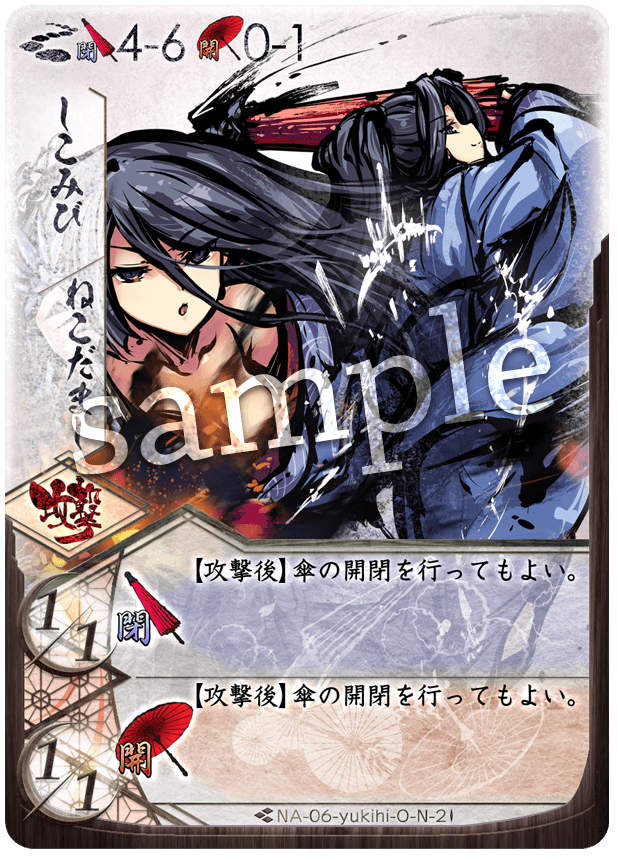 閉 4-6 開 0-1
しこみび
ねこだまし
sample
攻撃
【攻撃後】傘の開閉を行ってもよい。
1/1
閉
【攻撃後】傘の開閉を行ってもよい。
1/1
開
NA-06-yukihi-O-N-2